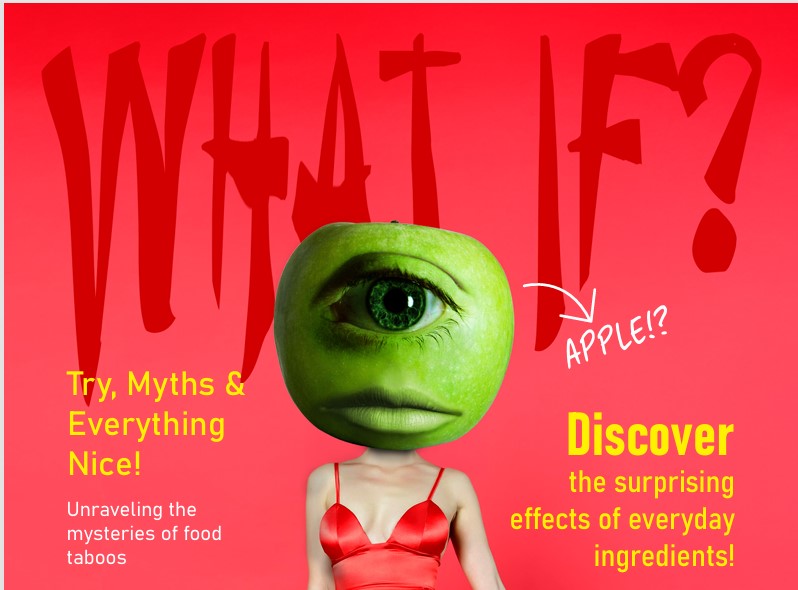 WHAT IF?
APPLE!?
Try, Myths &
Everything
Nice!
Unraveling the
mysteries of food
taboos
Discover
the surprising
effects of everyday
ingredients!